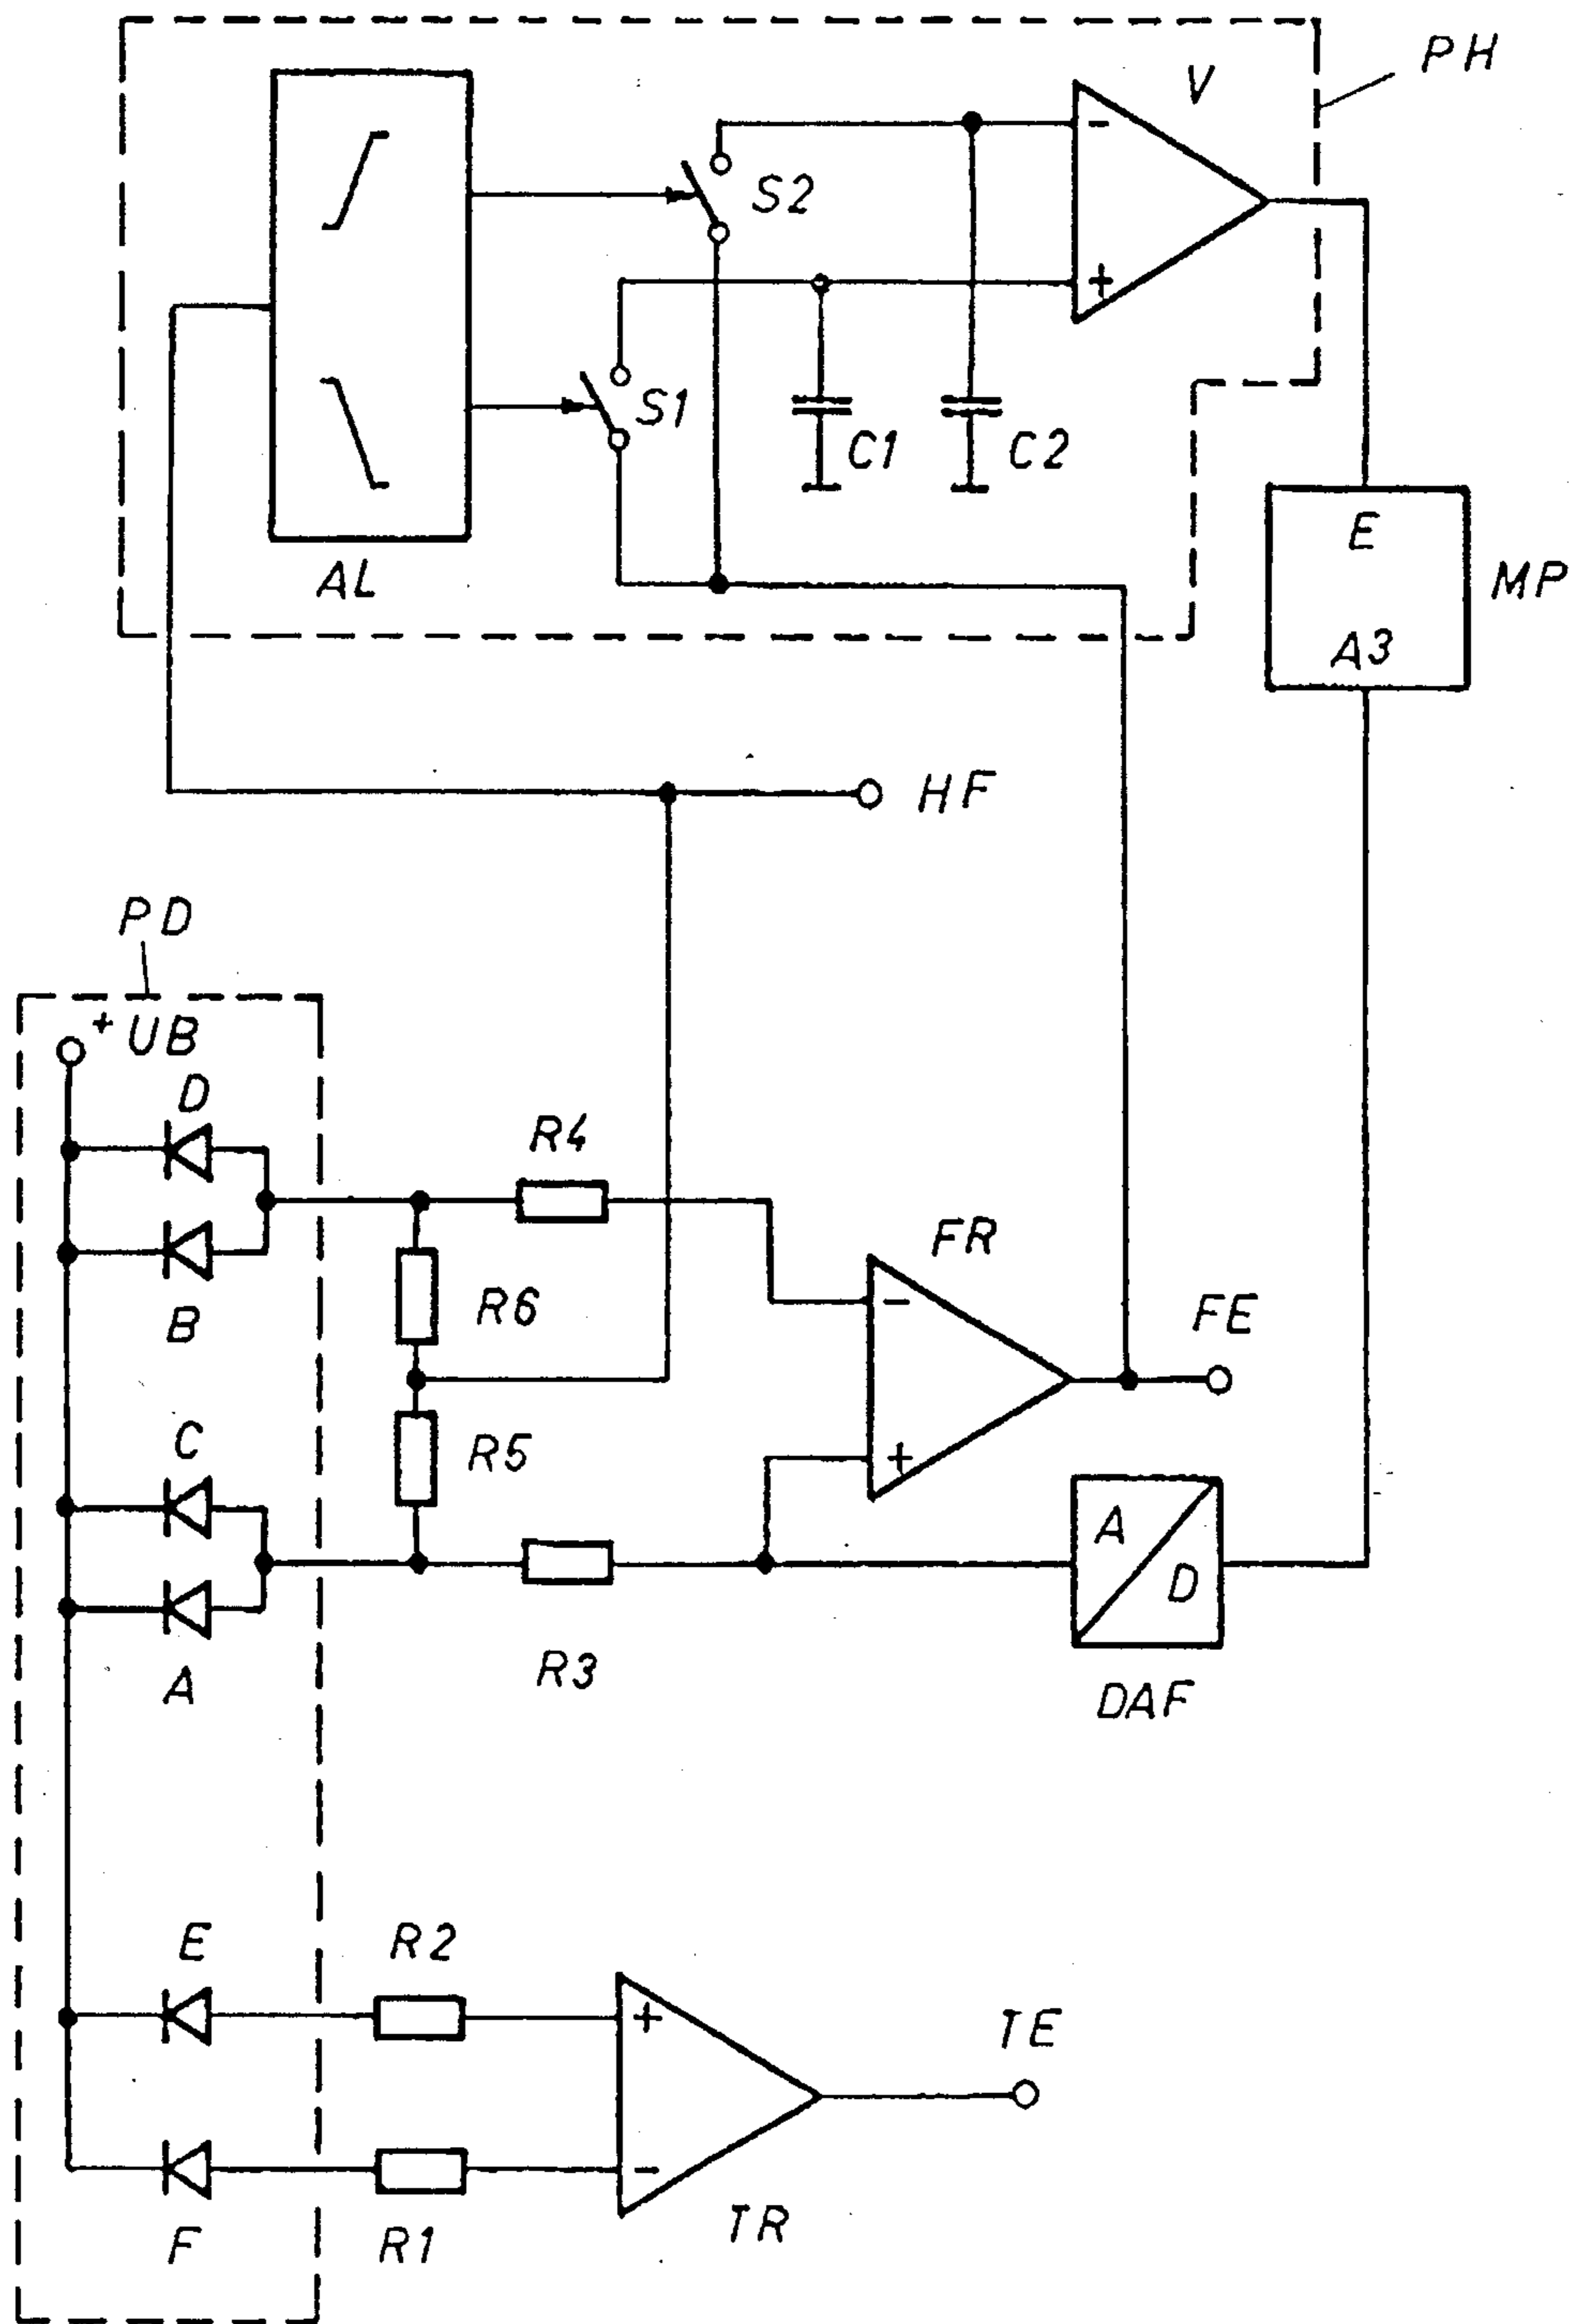 PH
V
-
S2
+
S1
C1
C2
AL
E
MP
A3
HF
PD
+UB
D
R4
B
R6
FR
-
FE
C
R5
+
A
D
A
R3
DAF
E
R2
+
TE
-
F
R1
TR